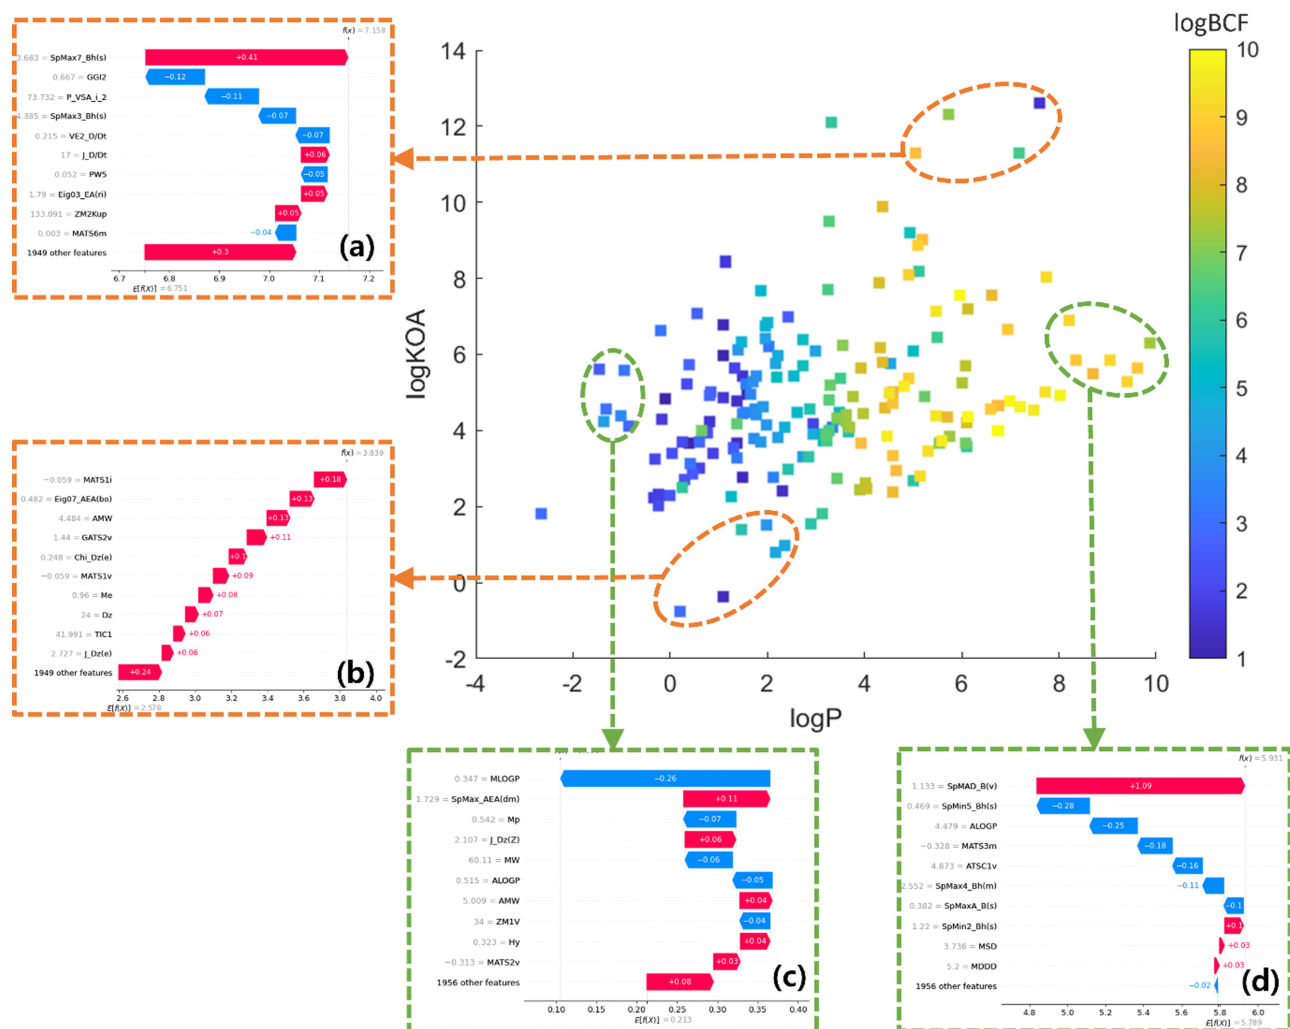 logBCF
f(x) = 7.158
3.683 = SpMax7_Bh(s)
+0.41
0.667 = GGI2
−0.12
73.732 = P_VSA_i_2
−0.11
4.385 = SpMax3_Bh(s)
−0.07
0.215 = VE2_D/Dt
−0.07
17 = J_D/Dt
+0.06
0.052 = PW5
−0.05
1.79 = Eig03_EA(ri)
+0.05
133.091 = ZM2Kup
+0.05
0.003 = MATS6m
−0.04
1949 other features
+0.3
(a)
6.7 6.8 6.9 7.0 7.1 7.2
E[f(X)] = 6.751
14
12
10
8
6
4
2
0
-2
logKOA
-4 -2 0 2 4 6 8 10
logP
10
9
8
7
6
5
4
3
2
1
f(x) = 3.839
−0.059 = MATS1i
+0.18
0.482 = Eig07_AEA(bo)
+0.13
4.484 = AMW
+0.13
1.44 = GATS2v
+0.11
0.248 = Chi_Dz(e)
+0.1
−0.059 = MATS1v
+0.09
0.96 = Me
+0.08
24 = Dz
+0.07
41.991 = TIC1
+0.06
2.727 = J_Dz(e)
+0.06
1949 other features
+0.24
(b)
2.6 2.8 3.0 3.2 3.4 3.6 3.8 4.0
E[f(X)] = 2.578
0.347 = MLOGP
−0.26
1.729 = SpMax_AEA(dm)
+0.11
0.542 = Mp
−0.07
2.107 = J_Dz(Z)
+0.06
60.11 = MW
−0.06
0.515 = ALOGP
−0.05
5.009 = AMW
+0.04
34 = ZM1V
−0.04
0.323 = Hy
+0.04
−0.313 = MATS2v
+0.03
1956 other features
+0.08
(c)
0.10 0.15 0.20 0.25 0.30 0.35 0.40
E[f(X)] = 0.213
f(x) = 5.931
1.133 = SpMAD_B(v)
+1.09
0.469 = SpMin5_Bh(s)
−0.28
4.479 = ALOGP
−0.25
−0.328 = MATS3m
−0.18
4.873 = ATSC1v
−0.16
2.552 = SpMax4_Bh(m)
−0.11
0.382 = SpMaxA_B(s)
−0.1
1.22 = SpMin2_Bh(s)
+0.1
3.736 = MSD
+0.03
5.2 = MDDD
+0.03
1956 other features
−0.02
(d)
5.0 5.2 5.4 5.6 5.8 6.0
E[f(X)] = 5.789